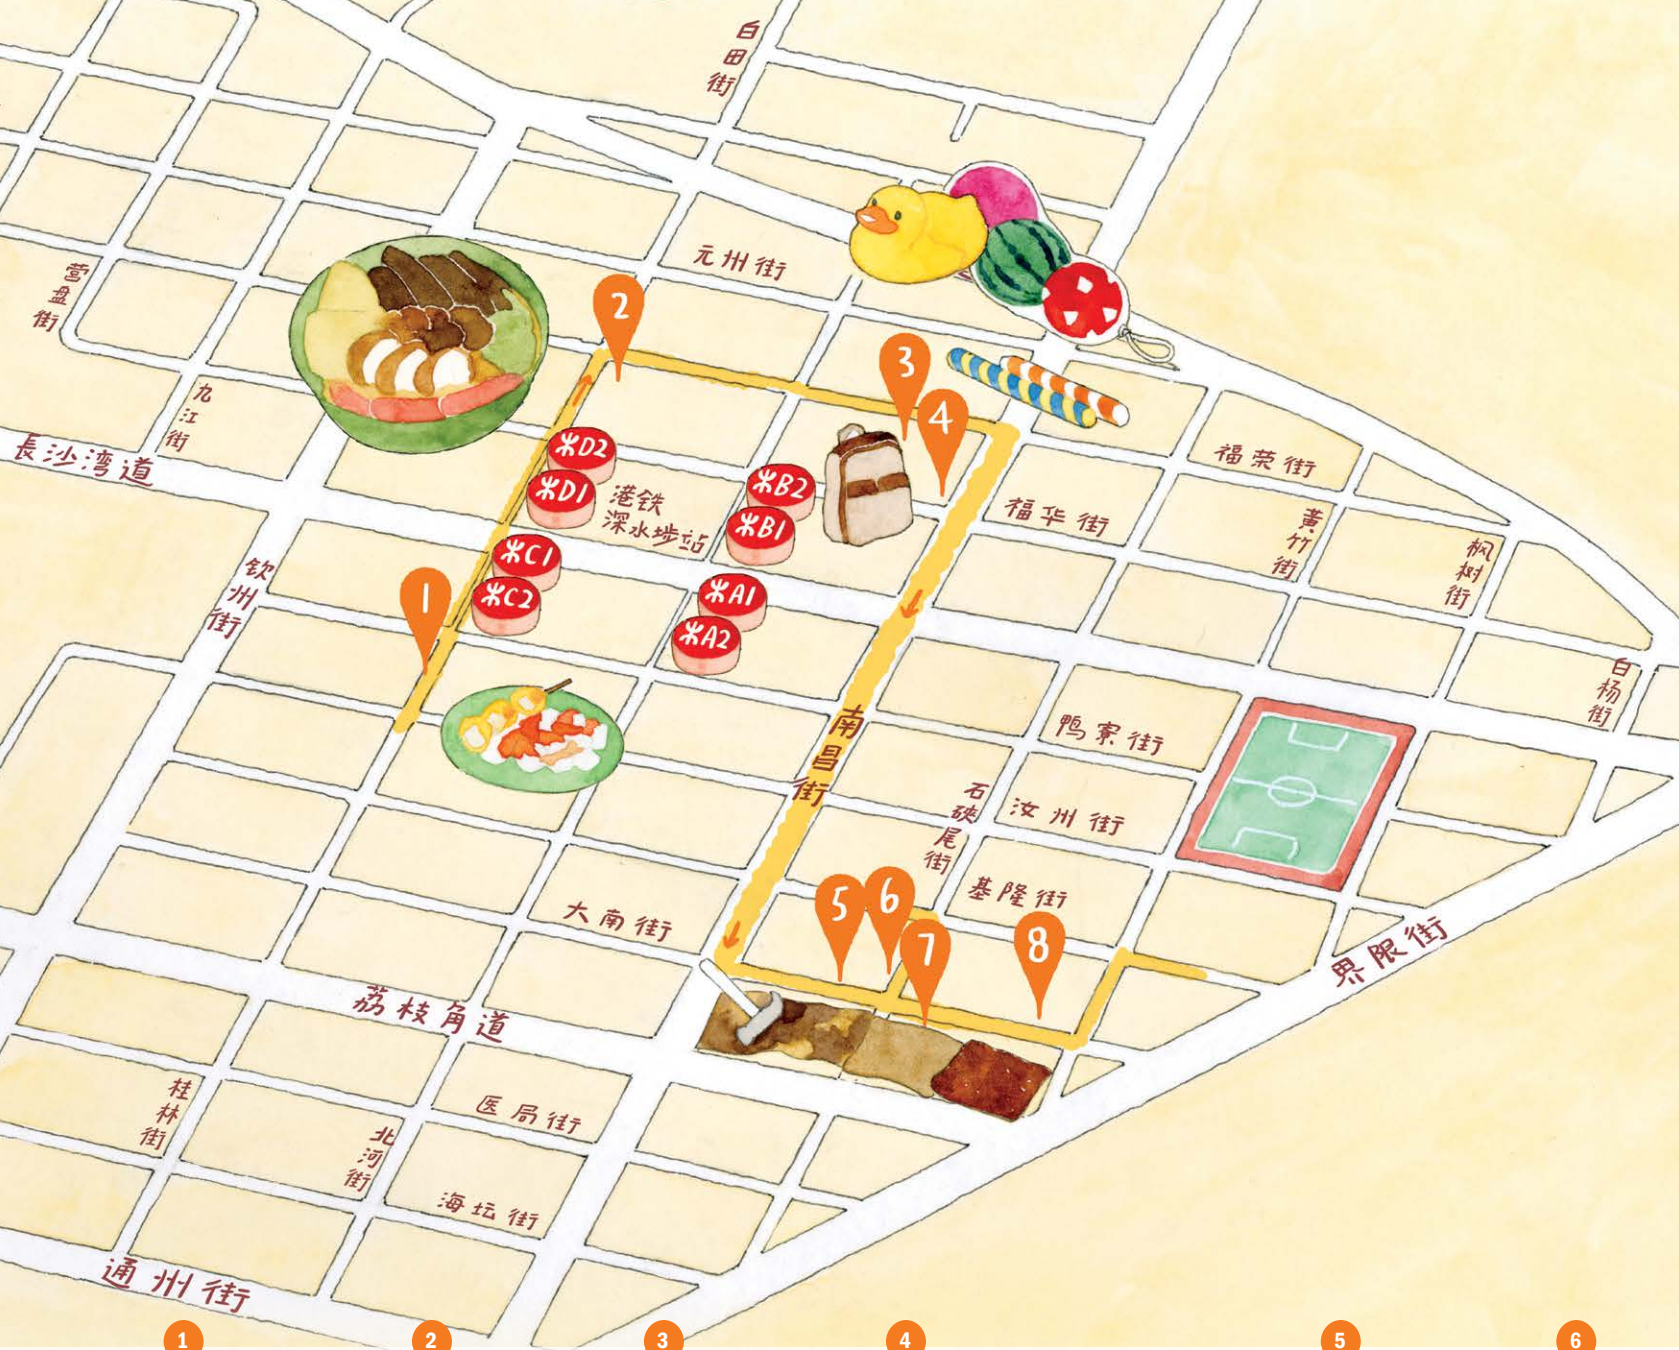 白田街
元州街
营盘街
2
3
4
九江街
長沙湾道
D2
D1
港铁
深水埗站
B2
B1
福荣街
福华街
黃竹街
枫树街
C1
C2
1
A1
A2
钦州街
白杨街
南昌街
鸭寮街
石硖尾街
汝州街
基隆街
5
6
7
8
大南街
界限街
荔枝角道
桂林街
医局街
北河街
海坛街
通州街
1
2
3
4
5
6